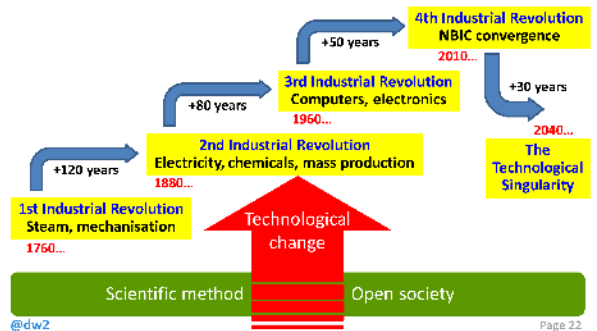 4th Industrial Revolution
NBIC convergence
+50 years
2010...
3rd Industrial Revolution
Computers, electronics
+30 years
+80 years
1960...
2040...
2nd Industrial Revolution
Electricity, chemicals, mass production
The
Technological
Singularity
+120 years
1880...
1st Industrial Revolution
Steam, mechanisation
Technological
change
1760...
Scientific method
Open society
@dw2
Page 22